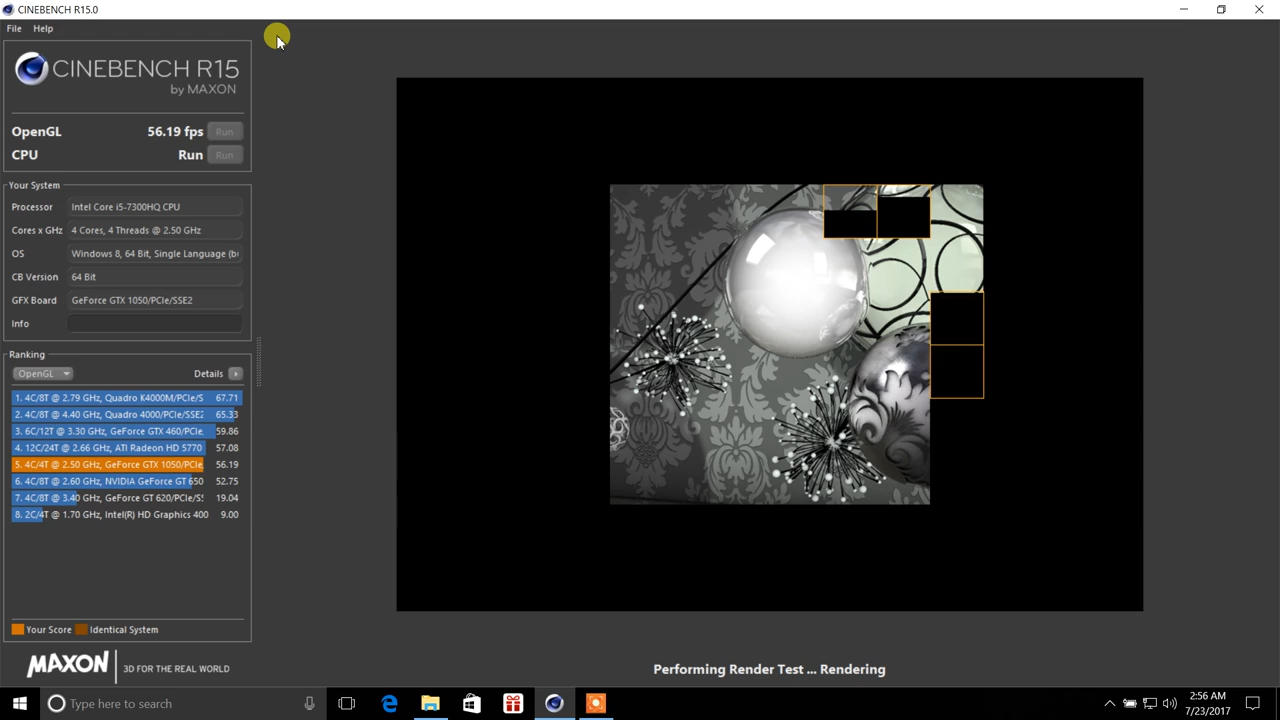 CINEBENCH R15.0
File Help
CINEBENCH R15
by MAXON
OpenGL 56.19 fps Run
CPU Run Run
Your System
Processor Intel Core i5-7300HQ CPU
Cores x GHz 4 Cores, 4 Threads @ 2.50 GHz
OS Windows 8, 64 Bit, Single Language (b
CB Version 64 Bit
GFX Board GeForce GTX 1050/PCIe/SSE2
Info
Ranking
OpenGL Details
1. 4C/8T @ 2.79 GHz, Quadro K4000M/PCIe/S 67.71
2. 4C/8T @ 4.40 GHz, Quadro 4000/PCIe/SSE2 65.33
3. 6C/12T @ 3.30 GHz, GeForce GTX 460/PCIe, 59.86
4. 12C/24T @ 2.66 GHz, ATI Radeon HD 5770 57.08
5. 4C/4T @ 2.50 GHz, GeForce GTX 1050/PCIe, 56.19
6. 4C/8T @ 2.60 GHz, NVIDIA GeForce GT 650 52.75
7. 4C/8T @ 3.40 GHz, GeForce GT 620/PCIe/S 19.04
8. 2C/4T @ 1.70 GHz, Intel(R) HD Graphics 400 9.00
Your Score Identical System
MAXON 3D FOR THE REAL WORLD
Performing Render Test ... Rendering
Type here to search
2:56 AM
7/23/2017